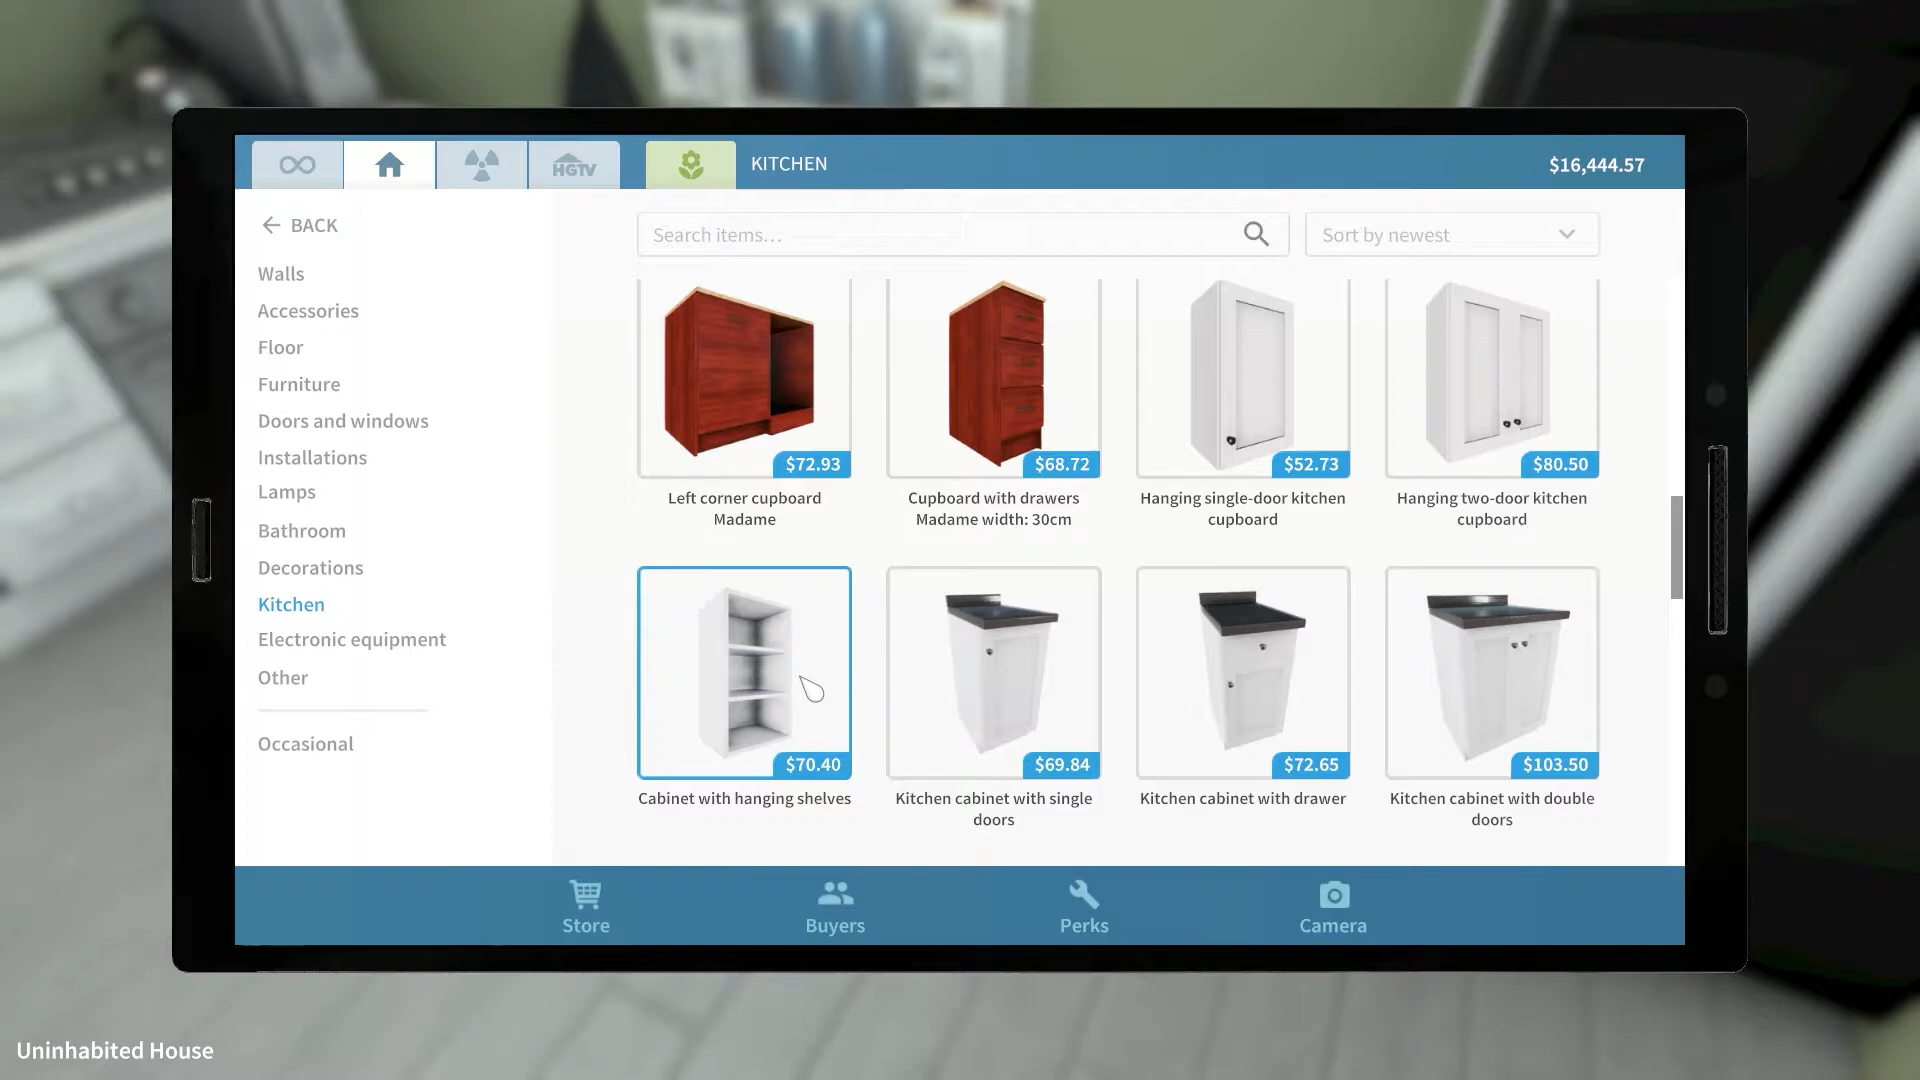 HGTV
KITCHEN
$16,444.57
BACK
Search items...
Sort by newest
Walls
Accessories
Floor
Furniture
Doors and windows
Installations
Lamps
Bathroom
Decorations
Kitchen
Electronic equipment
Other
Occasional
$72.93
$68.72
$52.73
$80.50
Left corner cupboard
Madame
Cupboard with drawers
Madame width: 30cm
Hanging single-door kitchen
cupboard
Hanging two-door kitchen
cupboard
$70.40
$69.84
$72.65
$103.50
Cabinet with hanging shelves
Kitchen cabinet with single
doors
Kitchen cabinet with drawer
Kitchen cabinet with double
doors
Store
Buyers
Perks
Camera
Uninhabited House